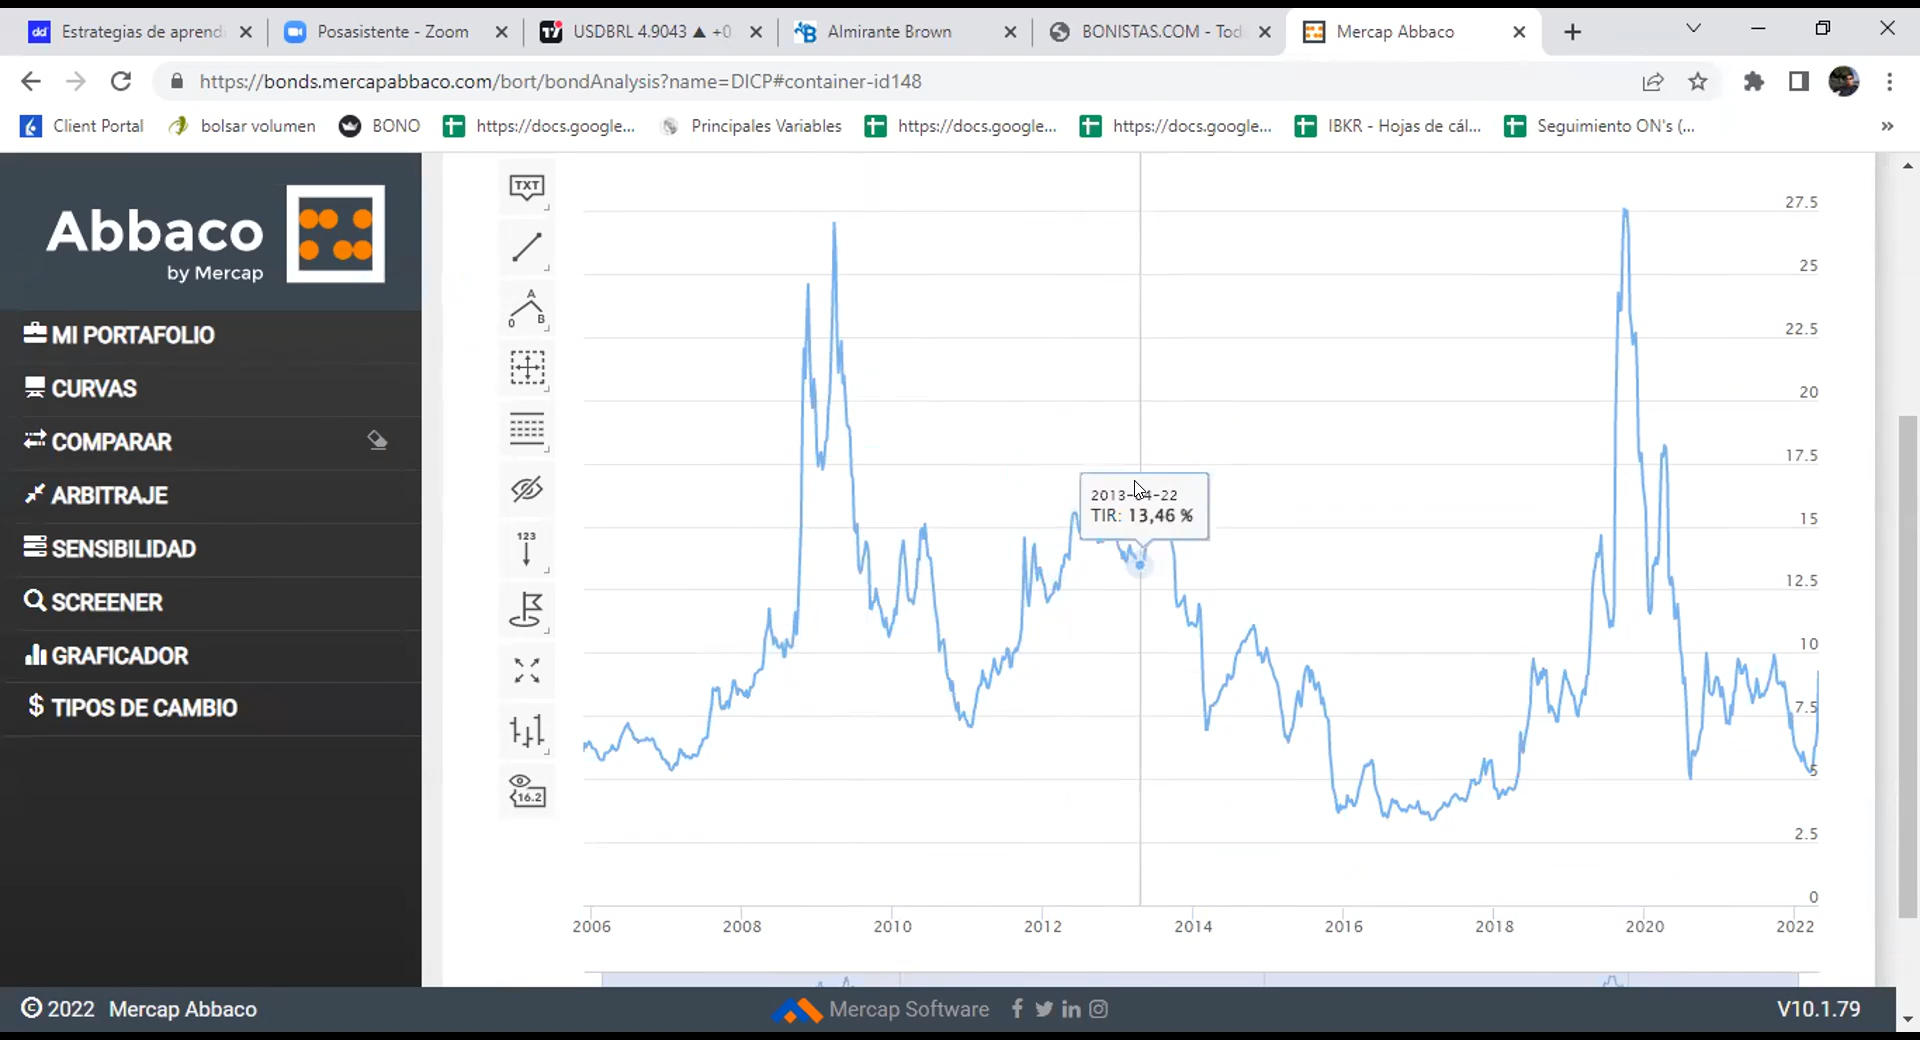 dd Estrategias de aprend
Posasistente - Zoom
USDBRL 4.9043 ▲ +0
Almirante Brown
BONISTAS.COM - Tod
Mercap Abbaco
https://bonds.mercapabbaco.com/bort/bondAnalysis?name=DICP#container-id148
Client Portal
bolsar volumen
BONO
https://docs.google...
Principales Variables
https://docs.google...
https://docs.google...
IBKR - Hojas de cál...
Seguimiento ON's (...
»
Abbaco
by Mercap
MI PORTAFOLIO
CURVAS
COMPARAR
ARBITRAJE
SENSIBILIDAD
SCREENER
GRAFICADOR
$ TIPOS DE CAMBIO
TXT
A
0 B
123
16.2
27.5
25
22.5
20
17.5
15
12.5
10
7.5
5
2.5
0
2013-04-22
TIR: 13,46 %
2006 2008 2010 2012 2014 2016 2018 2020 2022
© 2022 Mercap Abbaco
Mercap Software
V10.1.79